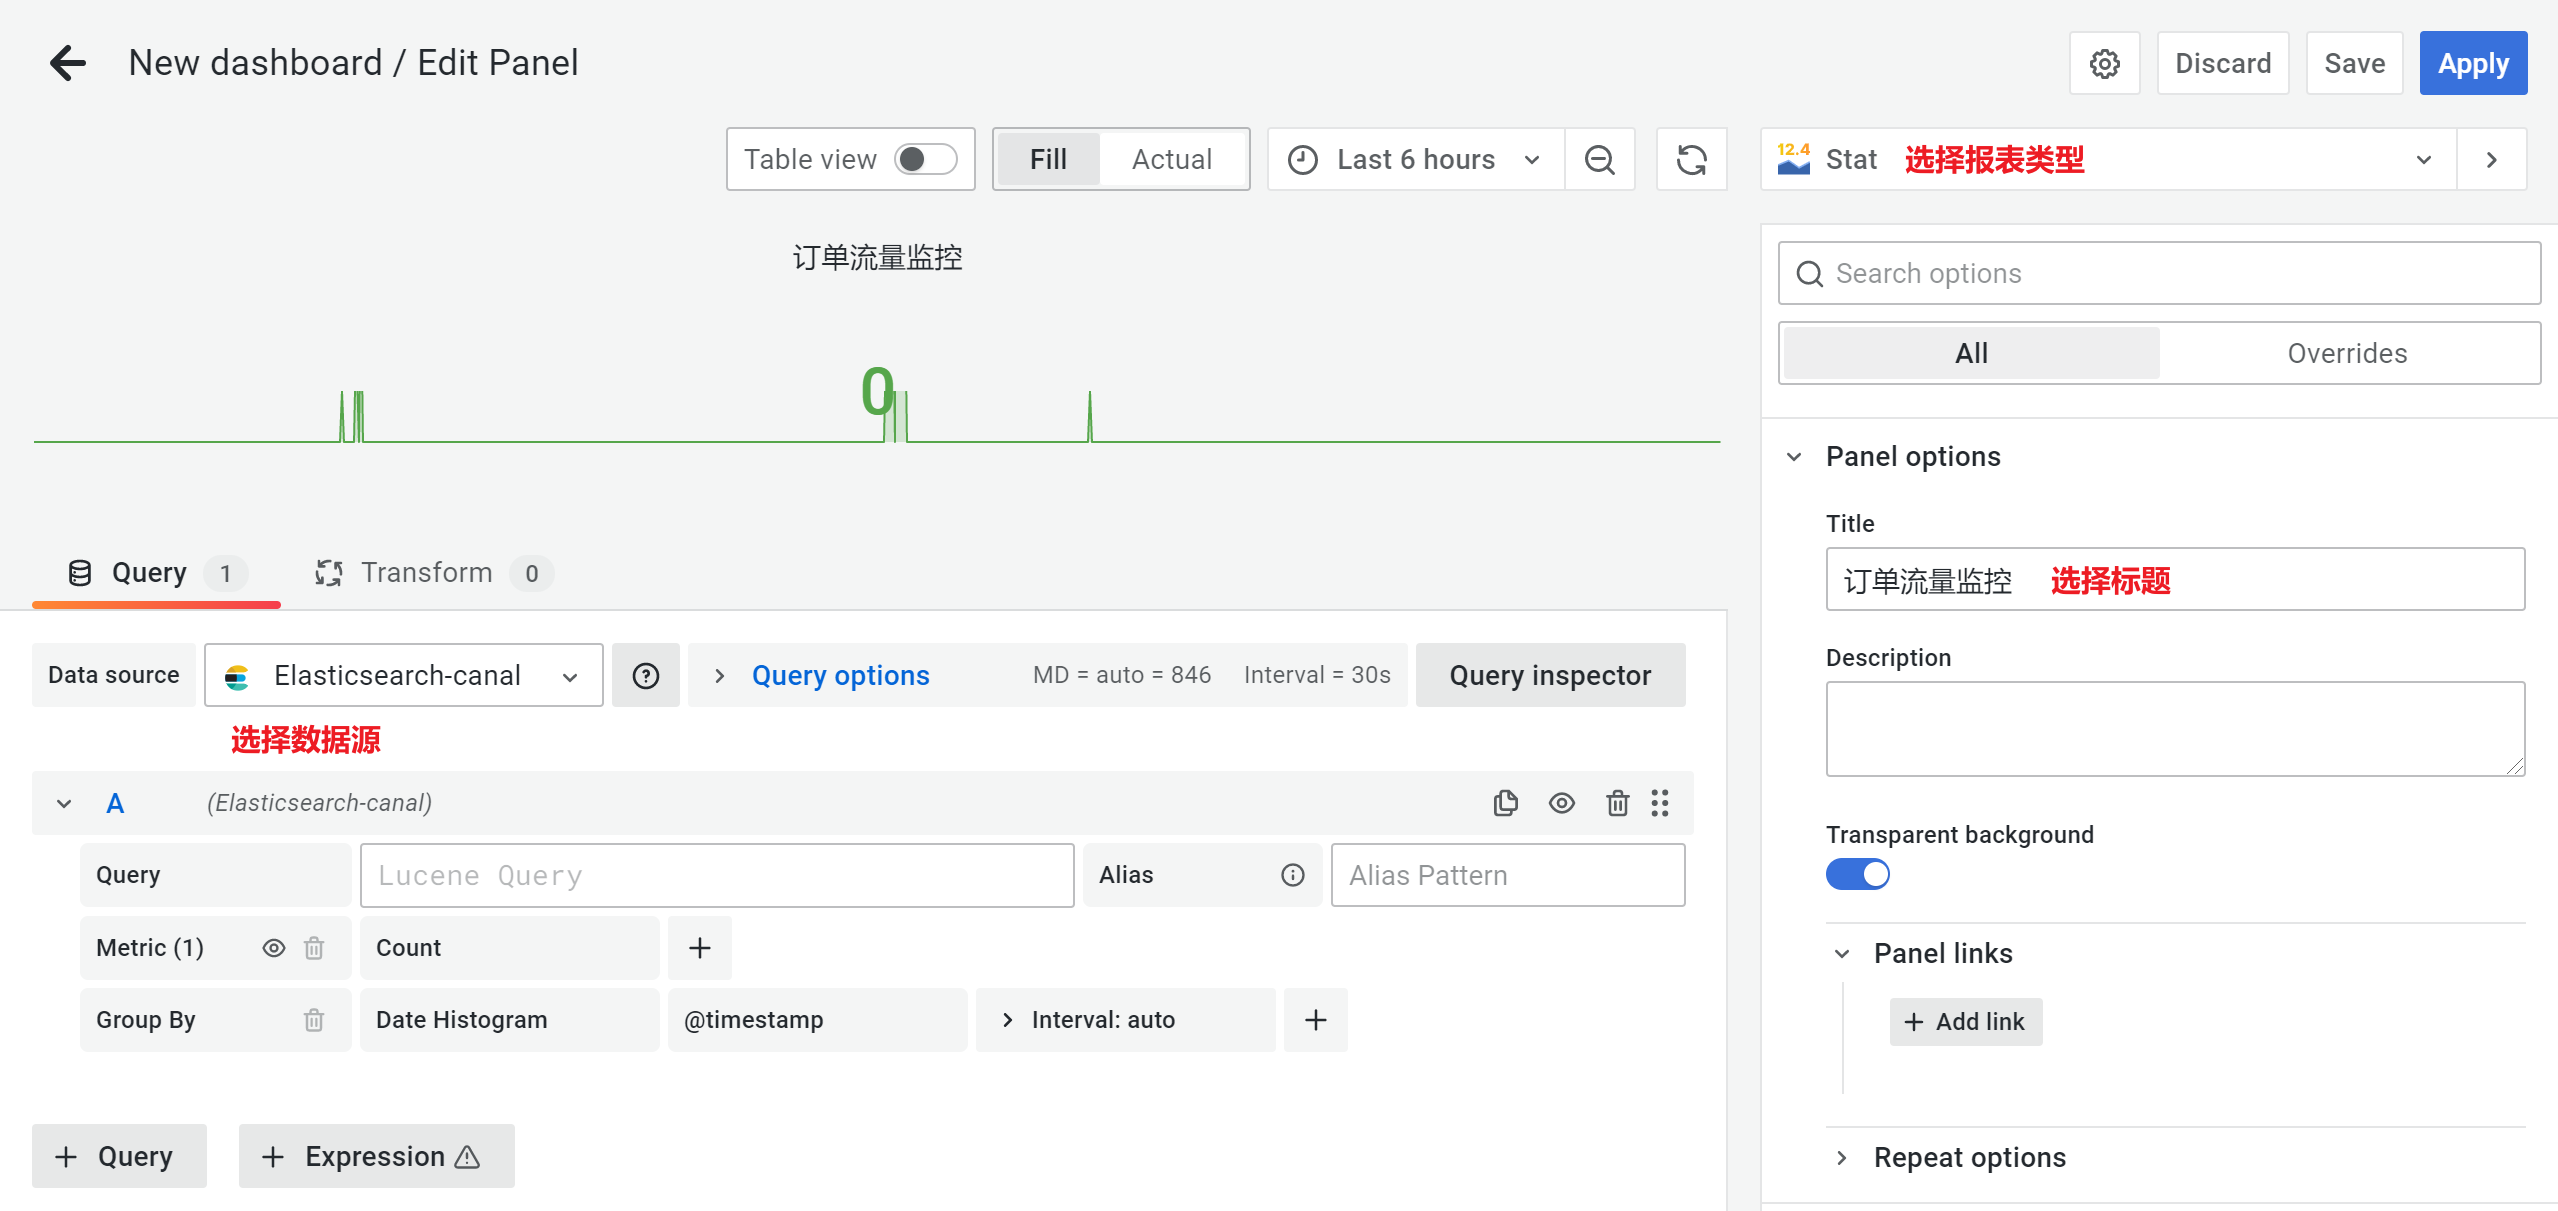 New dashboard / Edit Panel
Discard
Save
Apply
Table view
Fill
Actual
Last 6 hours
12.4
Stat
选择报表类型
订单流量监控
0
Search options
All
Overrides
Panel options
Title
订单流量监控
选择标题
Description
Transparent background
Panel links
+ Add link
Repeat options
Query 1
Transform 0
Data source
Elasticsearch-canal
Query options
MD = auto = 846
Interval = 30s
Query inspector
选择数据源
A
(Elasticsearch-canal)
Query
Lucene Query
Alias
Alias Pattern
Metric (1)
Count
+
Group By
Date Histogram
@timestamp
Interval: auto
+
+ Query
+ Expression